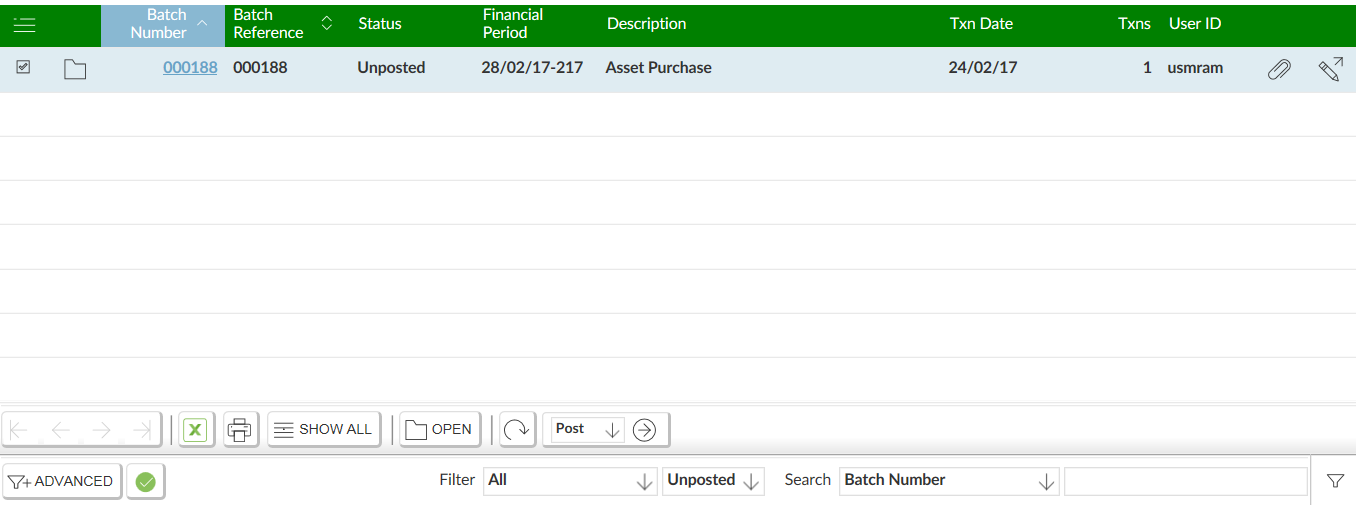 Batch Number Batch Reference Status Financial Period Description Txn Date Txns User ID
000188 000188 Unposted 28/02/17-217 Asset Purchase 24/02/17 1 usmram
X SHOW ALL OPEN Post
ADVANCED Filter All Unposted Search Batch Number